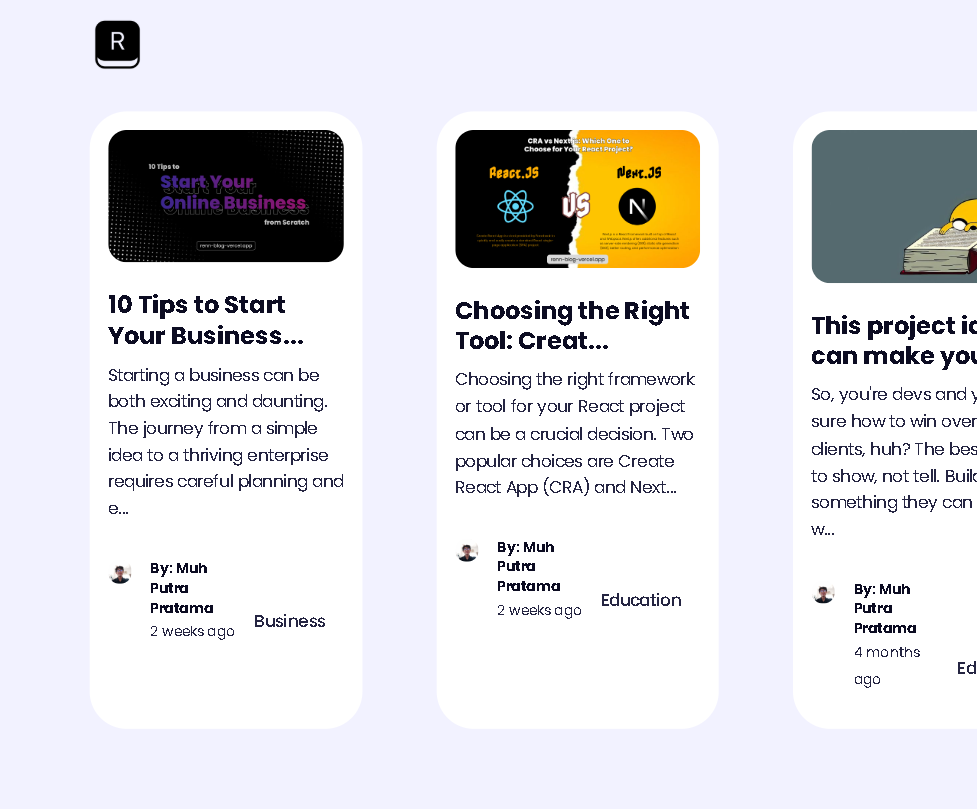 R
10 Tips to
Start Your
Online Business
from Scratch
renn-blog-vercel.app
10 Tips to Start
Your Business...
Starting a business can be
both exciting and daunting.
The journey from a simple
idea to a thriving enterprise
requires careful planning and
e...
By: Muh
Putra
Pratama
2 weeks ago
Business
CRA vs Next.js: Which One to
Choose for Your React Project?
React.JS
VS
Next.JS
N
renn-blog-vercel.app
Choosing the Right
Tool: Creat...
Choosing the right framework
or tool for your React project
can be a crucial decision. Two
popular choices are Create
React App (CRA) and Next...
By: Muh
Putra
Pratama
2 weeks ago
Education
This project id
can make you
So, you're devs and y
sure how to win over
clients, huh? The bes
to show, not tell. Buil
something they can
w...
By: Muh
Putra
Pratama
4 months
ago
Ed